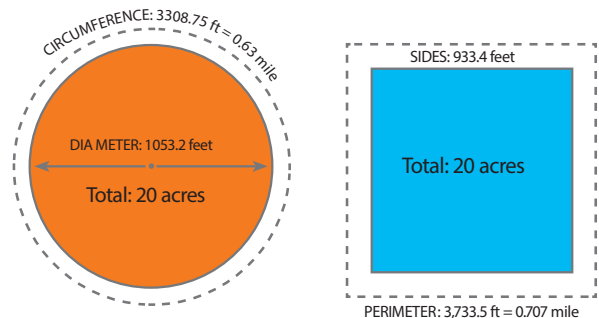 CIRCUMFERENCE: 3308.75 ft = 0.63 mile
DIA METER: 1053.2 feet
Total: 20 acres
SIDES: 933.4 feet
Total: 20 acres
PERIMETER: 3,733.5 ft = 0.707 mile